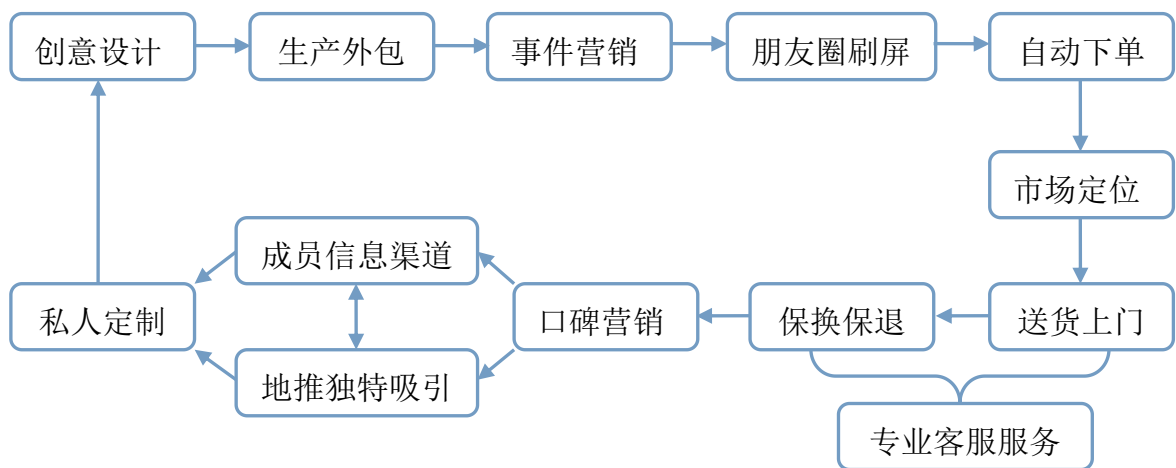 创意设计
生产外包
事件营销
朋友圈刷屏
自动下单
市场定位
成员信息渠道
私人定制
口碑营销
保换保退
送货上门
地推独特吸引
专业客服服务